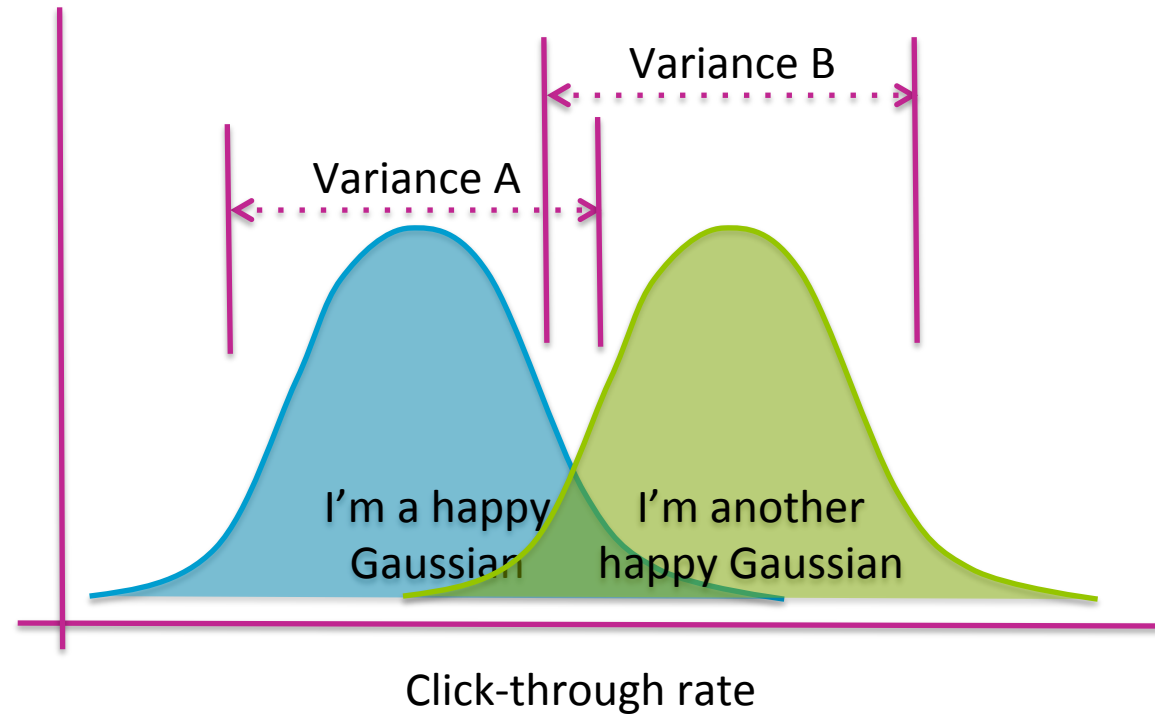 Variance B
Variance A
I’m a happy
Gaussian
I’m another
happy Gaussian
Click-through rate